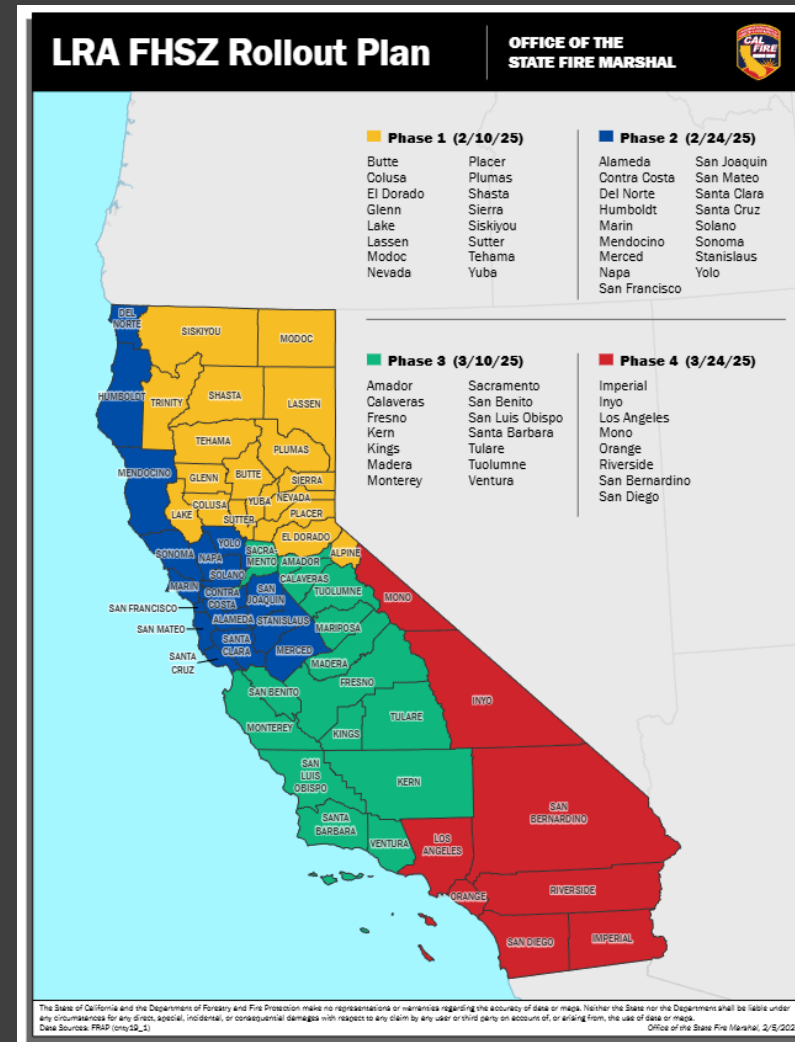 LRA FHSZ Rollout Plan
OFFICE OF THE
STATE FIRE MARSHAL
CAL
FIRE
Phase 1 (2/10/25)
Butte
Colusa
El Dorado
Glenn
Lake
Lassen
Modoc
Nevada
Placer
Plumas
Shasta
Sierra
Siskiyou
Sutter
Tehama
Yuba
Phase 2 (2/24/25)
Alameda
Contra Costa
Del Norte
Humboldt
Marin
Mendocino
Merced
Napa
San Francisco
San Joaquin
San Mateo
Santa Clara
Santa Cruz
Solano
Sonoma
Stanislaus
Yolo
Phase 3 (3/10/25)
Amador
Calaveras
Fresno
Kern
Kings
Madera
Monterey
Sacramento
San Benito
San Luis Obispo
Santa Barbara
Tulare
Tuolumne
Ventura
Phase 4 (3/24/25)
Imperial
Inyo
Los Angeles
Mono
Orange
Riverside
San Bernardino
San Diego
DEL
NORTE
SISKIYOU
MODOC
HUMBOLDT
TRINITY
SHASTA
LASSEN
TEHAMA
PLUMAS
MENDOCINO
GLENN
BUTTE
SIERRA
LAKE
COLUSA
YUBA
NEVADA
SUTTER
PLACER
EL DORADO
SONOMA
NAPA
YOLO
SACRA-
MENTO
AMADOR
ALPINE
SOLANO
MARIN
CONTRA
COSTA
SAN
JOAQUIN
CALAVERAS
TUOLUMNE
MONO
SAN FRANCISCO
ALAMEDA
STANISLAUS
MARIPOSA
SAN MATEO
SANTA
CLARA
MERCED
SANTA
CRUZ
MADERA
FRESNO
SAN BENITO
INYO
MONTEREY
KINGS
TULARE
SAN
LUIS
OBISPO
KERN
SANTA
BARBARA
VENTURA
LOS
ANGELES
SAN
BERNARDINO
ORANGE
RIVERSIDE
SAN DIEGO
IMPERIAL
The State of California and the Department of Forestry and Fire Protection make no representations or warranties regarding the accuracy of data or maps. Neither the State nor the Department shall be liable under
any circumstances for any direct, special, incidental, or consequential damages with respect to any claim by any user or third party on account of, or arising from, the use of data or maps.
Data Sources: FRAP (cnty19_1)
Office of the State Fire Marshal, 2/5/202